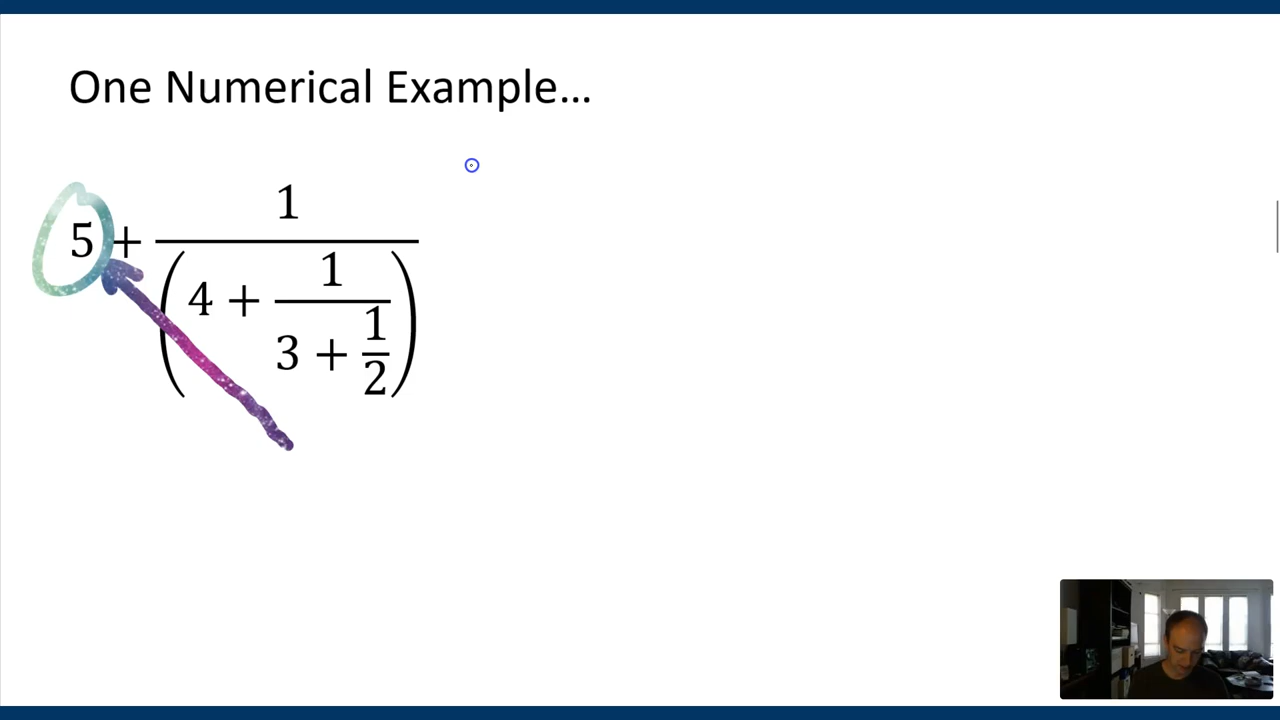 One Numerical Example...
5 + 1
(4 + 1
3 + 1
2)